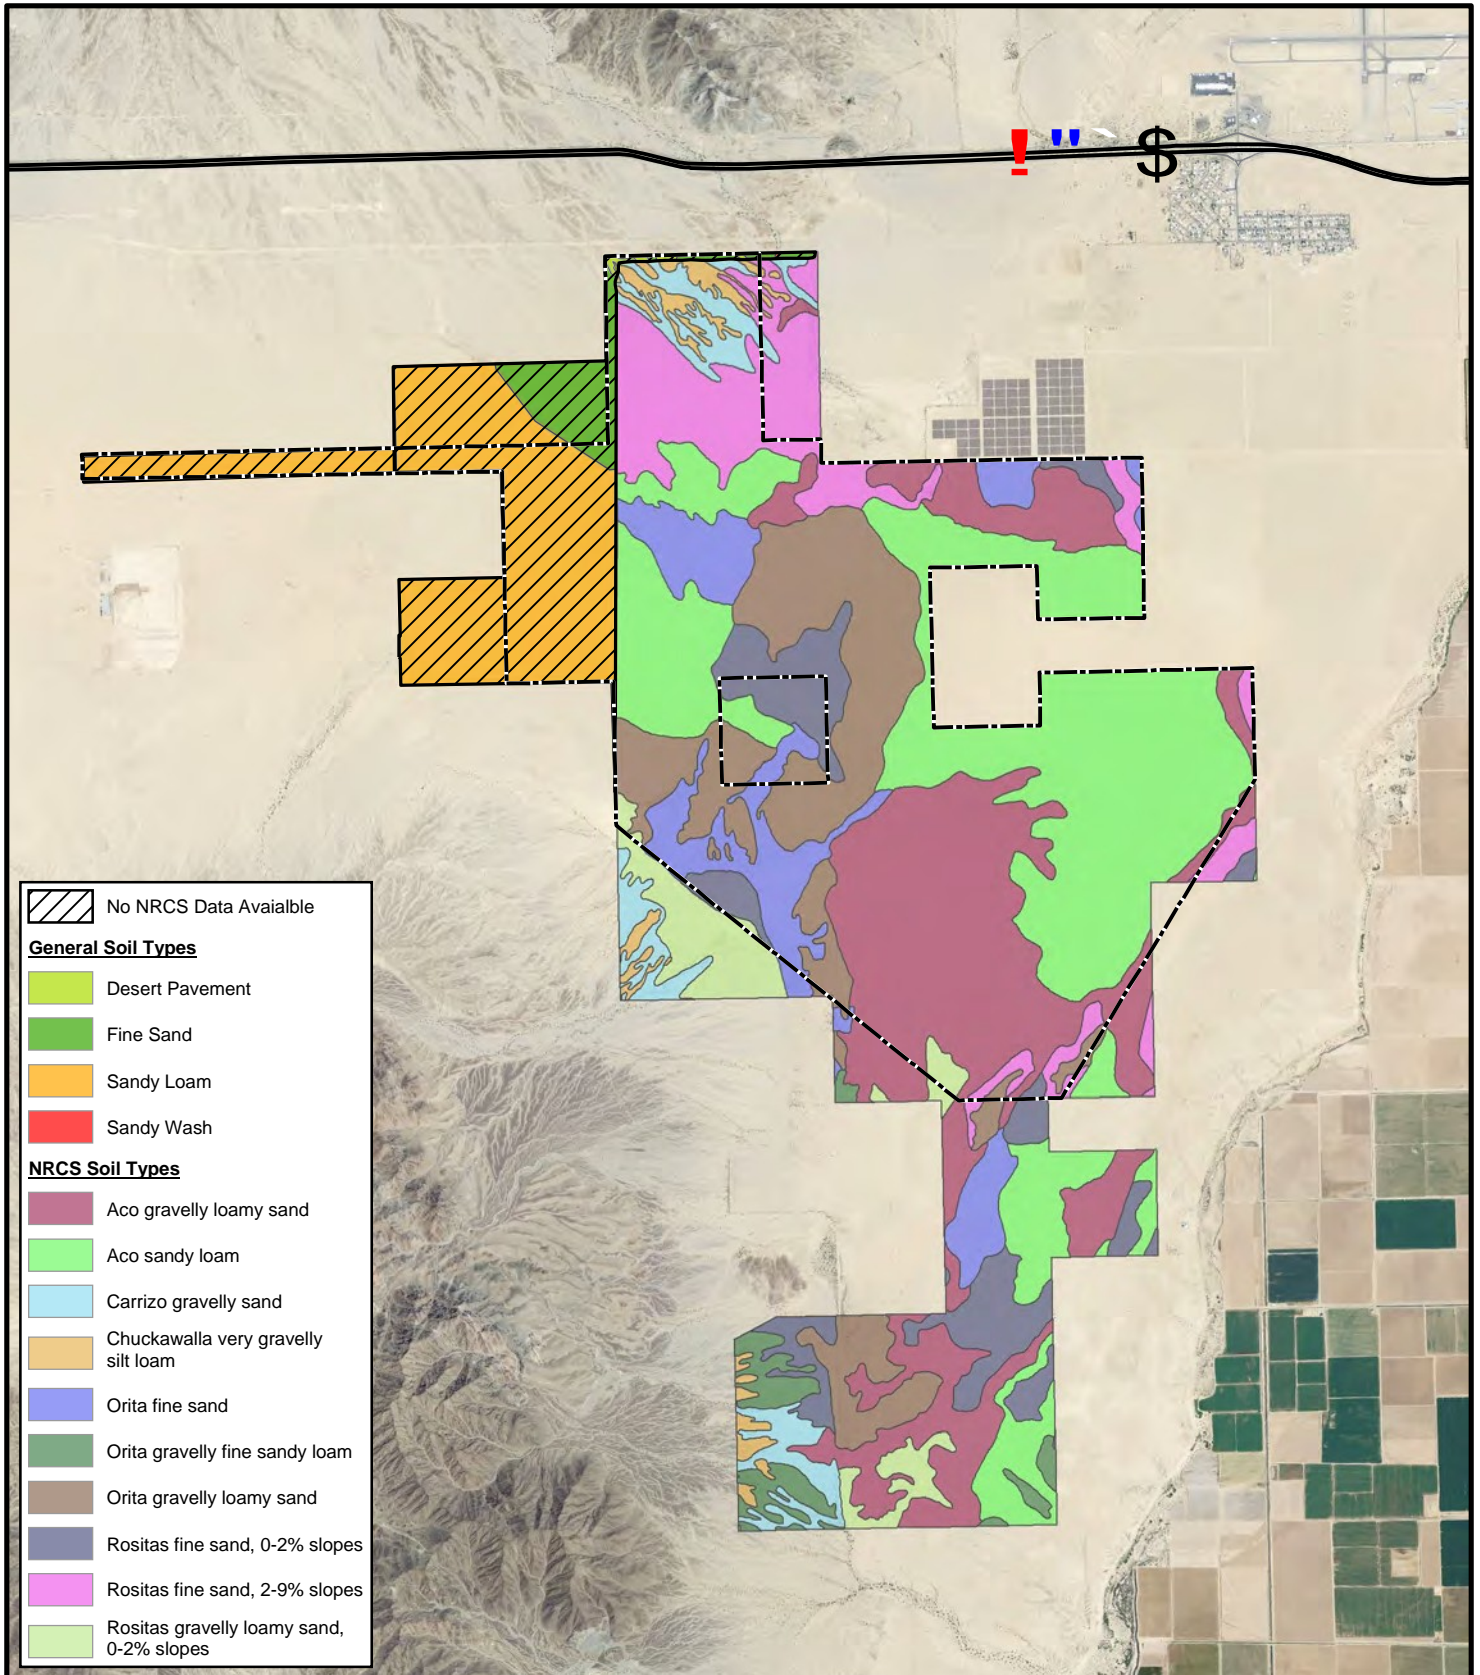 ! " $
No NRCS Data Avaialble
General Soil Types
Desert Pavement
Fine Sand
Sandy Loam
Sandy Wash
NRCS Soil Types
Aco gravelly loamy sand
Aco sandy loam
Carrizo gravelly sand
Chuckawalla very gravelly
silt loam
Orita fine sand
Orita gravelly fine sandy loam
Orita gravelly loamy sand
Rositas fine sand, 0-2% slopes
Rositas fine sand, 2-9% slopes
Rositas gravelly loamy sand,
0-2% slopes